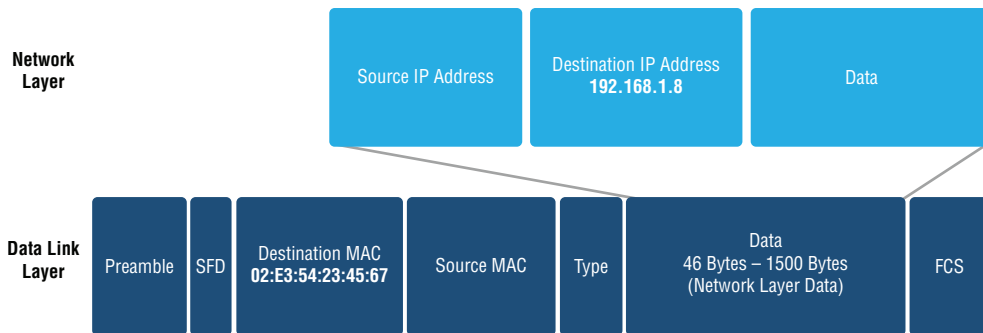 Network
Layer
Source IP Address
Destination IP Address
192.168.1.8
Data
Data Link
Layer
Preamble
SFD
Destination MAC
02:E3:54:23:45:67
Source MAC
Type
Data
46 Bytes – 1500 Bytes
(Network Layer Data)
FCS